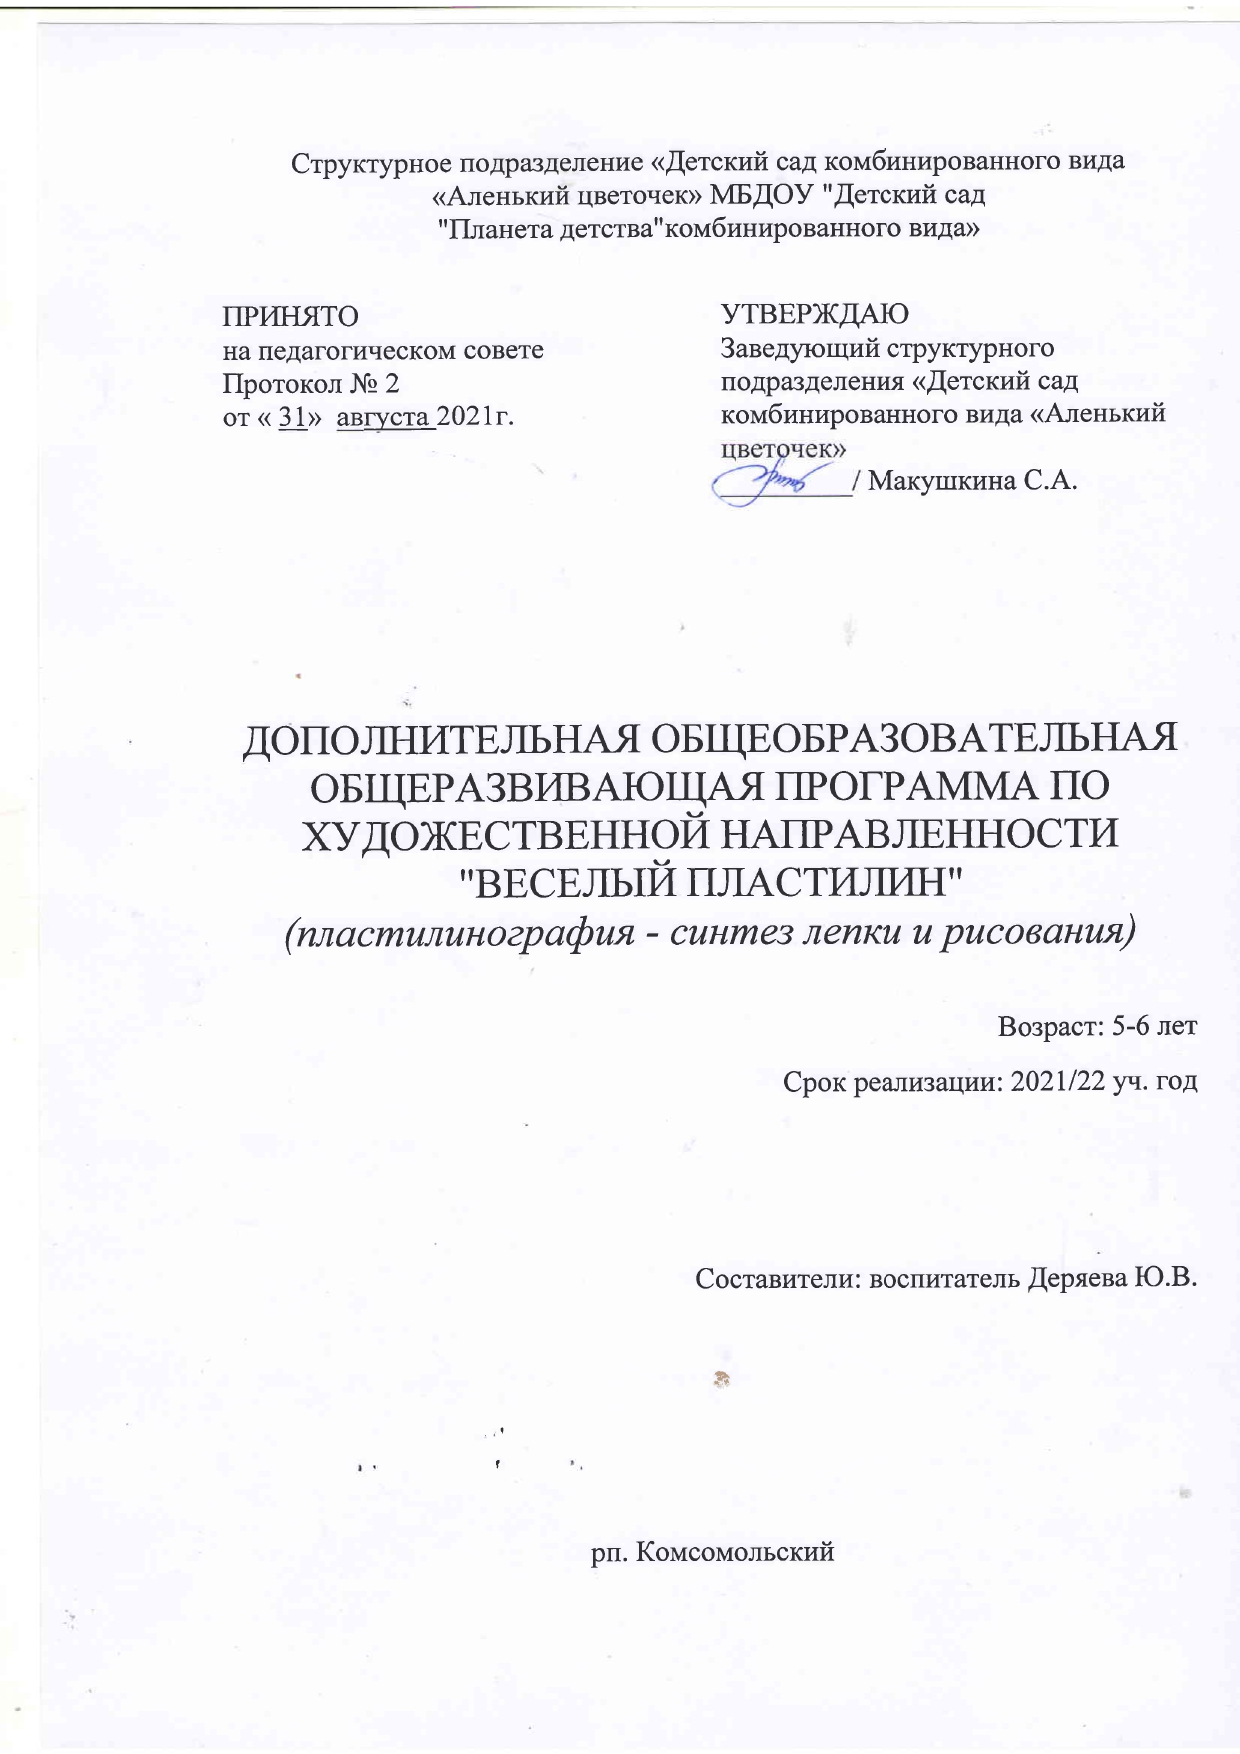 Структурное подразделение «Детский сад комбинированного вида
«Аленький цветочек» МБДОУ "Детский сад
"Планета детства"комбинированного вида»
ПРИНЯТО
на педагогическом совете
Протокол № 2
от « 31» августа 2021г.
УТВЕРЖДАЮ
Заведующий структурного
подразделения «Детский сад
комбинированного вида «Аленький
цветочек»
/ Макушкина С.А.
ДОПОЛНИТЕЛЬНАЯ ОБЩЕОБРАЗОВАТЕЛЬНАЯ
ОБЩЕРАЗВИВАЮЩАЯ ПРОГРАММА ПО
ХУДОЖЕСТВЕННОЙ НАПРАВЛЕННОСТИ
"ВЕСЕЛЫЙ ПЛАСТИЛИН"
(пластилинография - синтез лепки и рисования)
Возраст: 5-6 лет
Срок реализации: 2021/22 уч. год
Составители: воспитатель Деряева Ю.В.
рп. Комсомольский